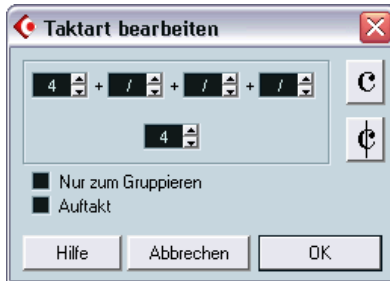 Taktart bearbeiten
4 + / + / + /
4
Nur zum Gruppieren
Auftakt
Hilfe Abbrechen OK